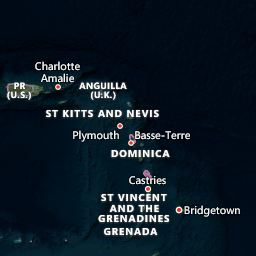 Charlotte
Amalie
PR
(U.S.)
ANGUILLA
(U.K.)
ST KITTS AND NEVIS
Plymouth
Basse-Terre
DOMINICA
Castries
ST VINCENT
AND THE
GRENADINES
Bridgetown
GRENADA